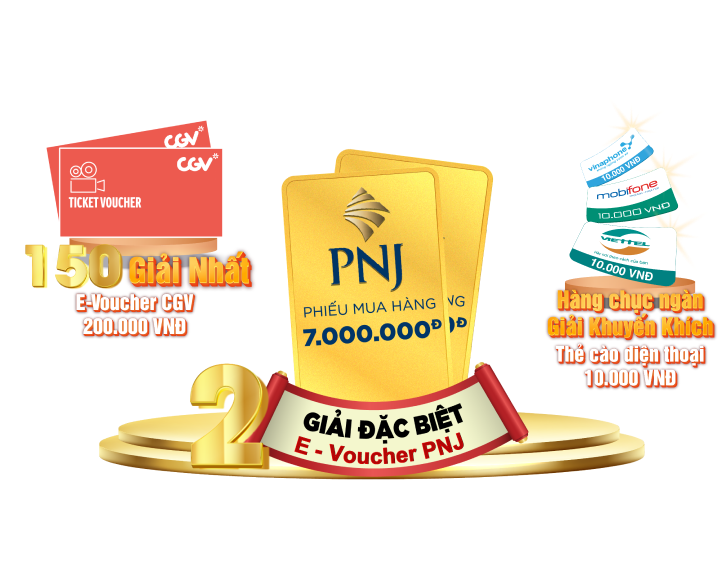 CGV*
CGV*
TICKET VOUCHER
150 Giải Nhất
E-Voucher CGV
200.000 VNĐ
PNJ
PHIẾU MUA HÀNG NG
7.000.000Đ 0Đ
2
GIẢI ĐẶC BIỆT
E - Voucher PNJ
vinaphone
10.000 VNĐ
mobifone
10.000 VNĐ
VIETTEL
10.000 VNĐ
Hàng chục ngàn
Giải Khuyến Khích
Thẻ cào điện thoại
10.000 VNĐ